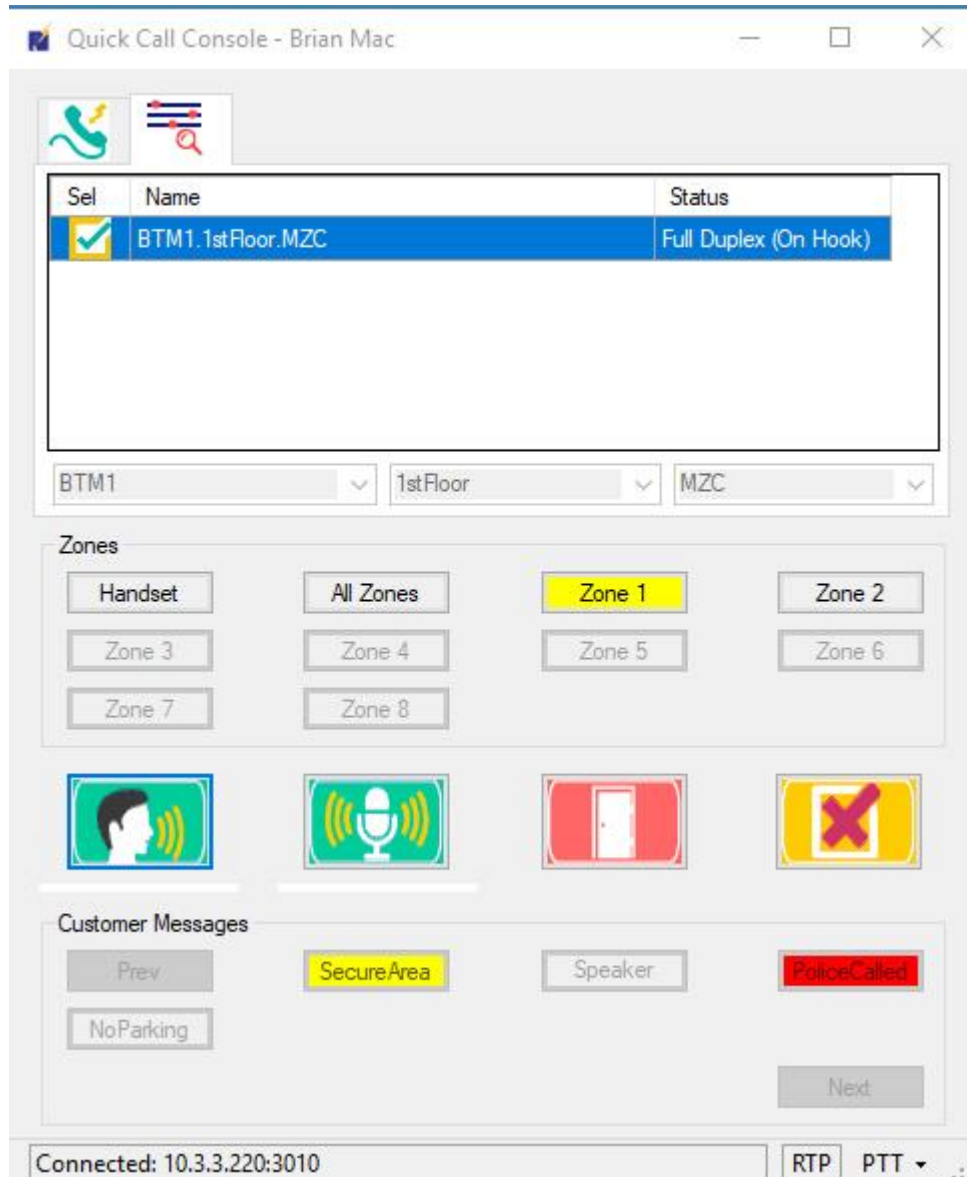 Quick Call Console - Brian Mac
Sel Name Status
BTM1.1stFloor.MZC Full Duplex (On Hook)
BTM1 1stFloor MZC
Zones
Handset All Zones Zone 1 Zone 2
Zone 3 Zone 4 Zone 5 Zone 6
Zone 7 Zone 8
Customer Messages
Prev SecureArea Speaker PoliceCalled
NoParking
Next
Connected: 10.3.3.220:3010 RTP PTT